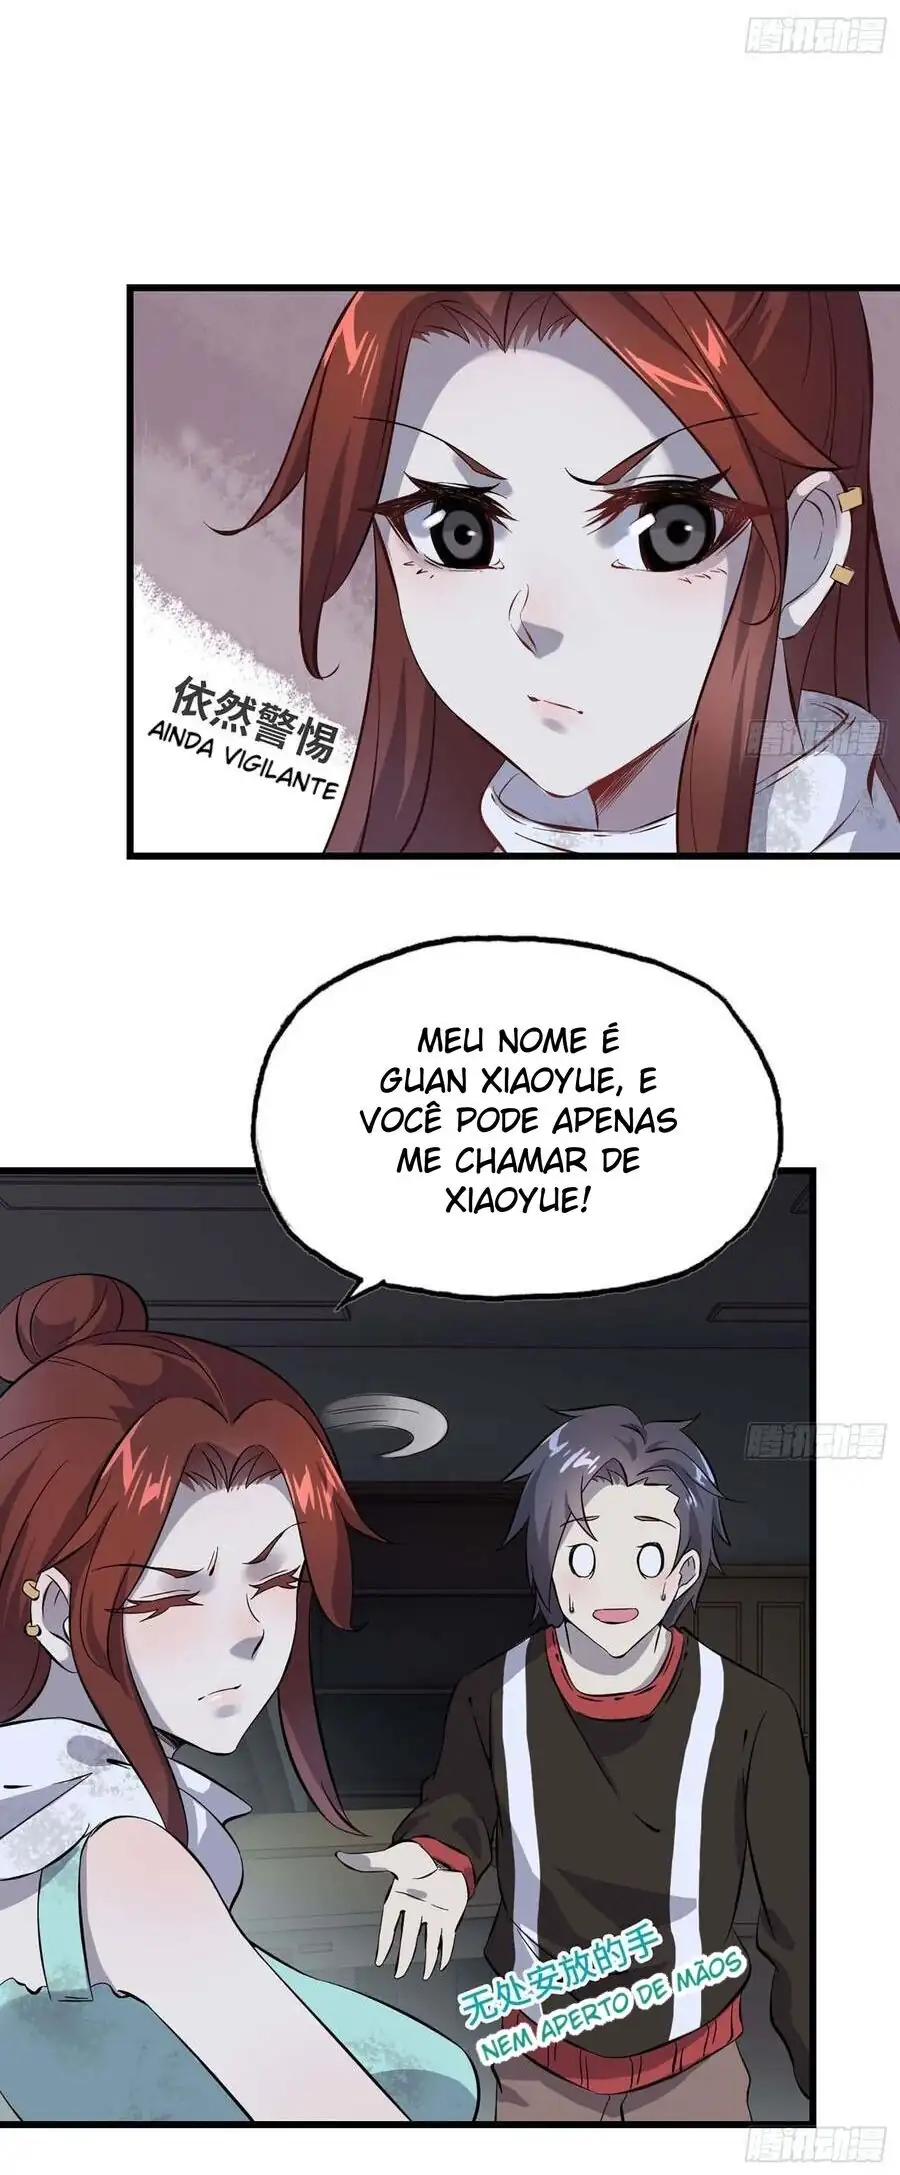 腾讯动漫
依然警惕
AINDA VIGILANTE
腾讯动漫
MEU NOME É
GUAN XIAOYUE, E
VOCÊ PODE APENAS
ME CHAMAR DE
XIAOYUE!
腾讯动漫
无处安放的手
NEM APERTO DE MÃOS
腾讯动漫